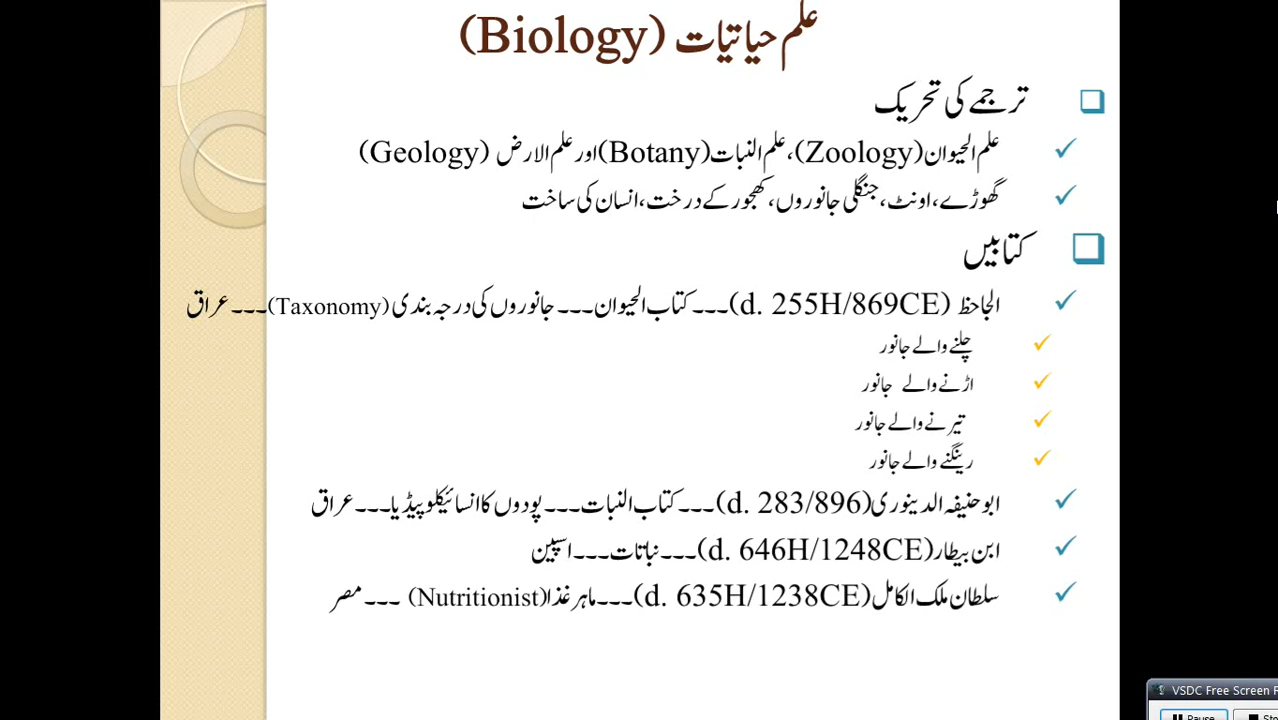 علم حیاتیات (Biology)
ترجمے کی تحریک
علم الحیوان(Zoology)،علم النبات(Botany)اور علم الارض (Geology)
گھوڑے،اونٹ،جنگلی جانوروں،کھجور کے درخت،انسان کی ساخت
کتابیں
الجاحظ (d. 255H/869CE)۔۔۔کتاب الحیوان۔۔۔جانوروں کی درجہ بندی (Taxonomy)۔۔۔عراق
چلنے والے جانور
اڑنے والے جانور
تیرنے والے جانور
رینگنے والے جانور
ابو حنیفہ الدینوری(d. 283/896)۔۔۔کتاب النبات۔۔۔پودوں کا انسائیکلوپیڈیا۔۔۔عراق
ابن بیطار(d. 646H/1248CE)۔۔۔نباتات۔۔۔اسپین
سلطان ملک الکامل(d. 635H/1238CE)۔۔۔ماہر غذا(Nutritionist) ۔۔۔مصر
VSDC Free Screen
Pause